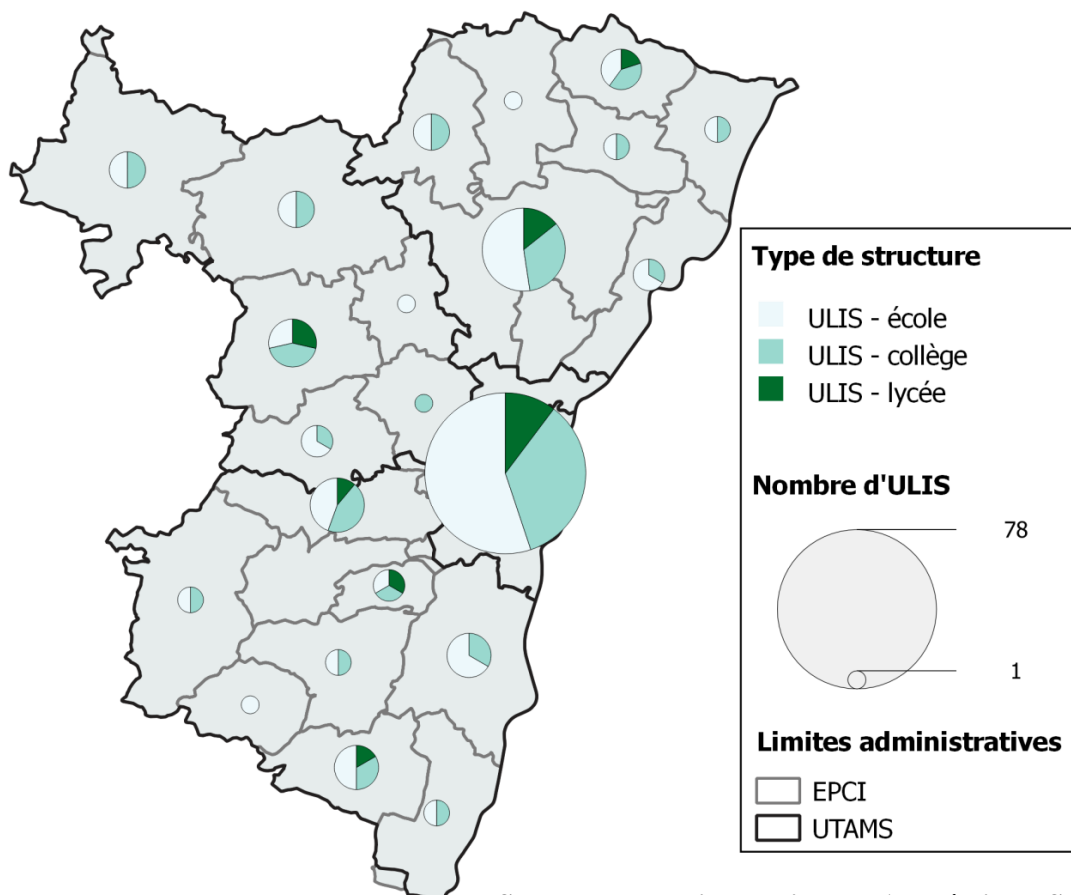 Type de structure
ULIS - école
ULIS - collège
ULIS - lycée
Nombre d'ULIS
78
1
Limites administratives
EPCI
UTAMS